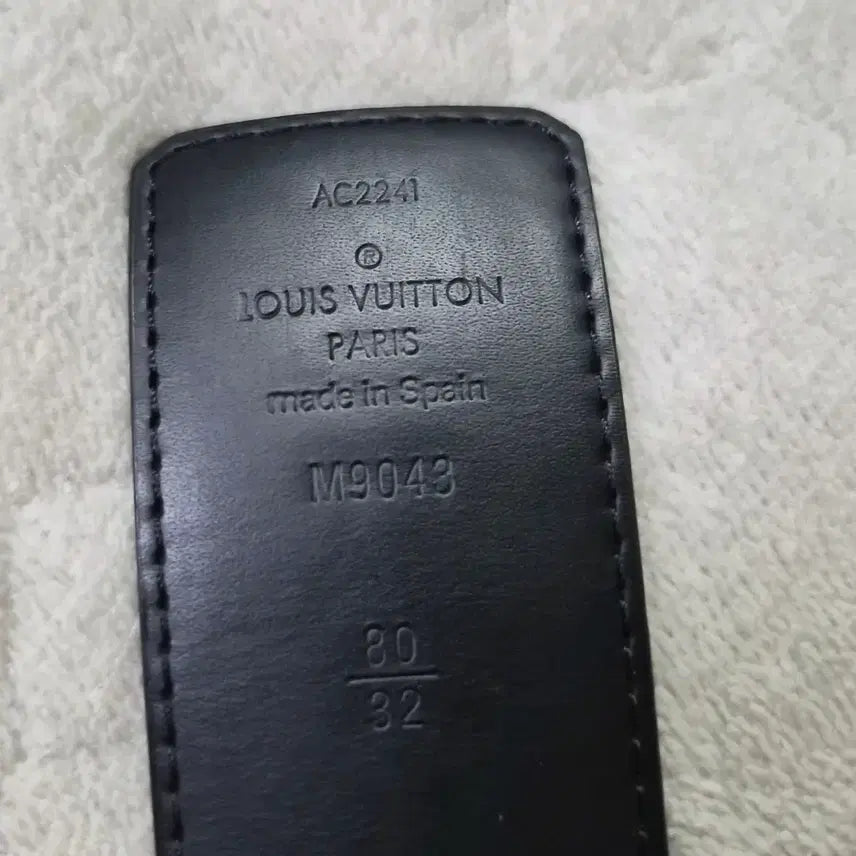 AC2241
®
LOUIS VUITTON
PARIS
made in Spain
M9043
80
32